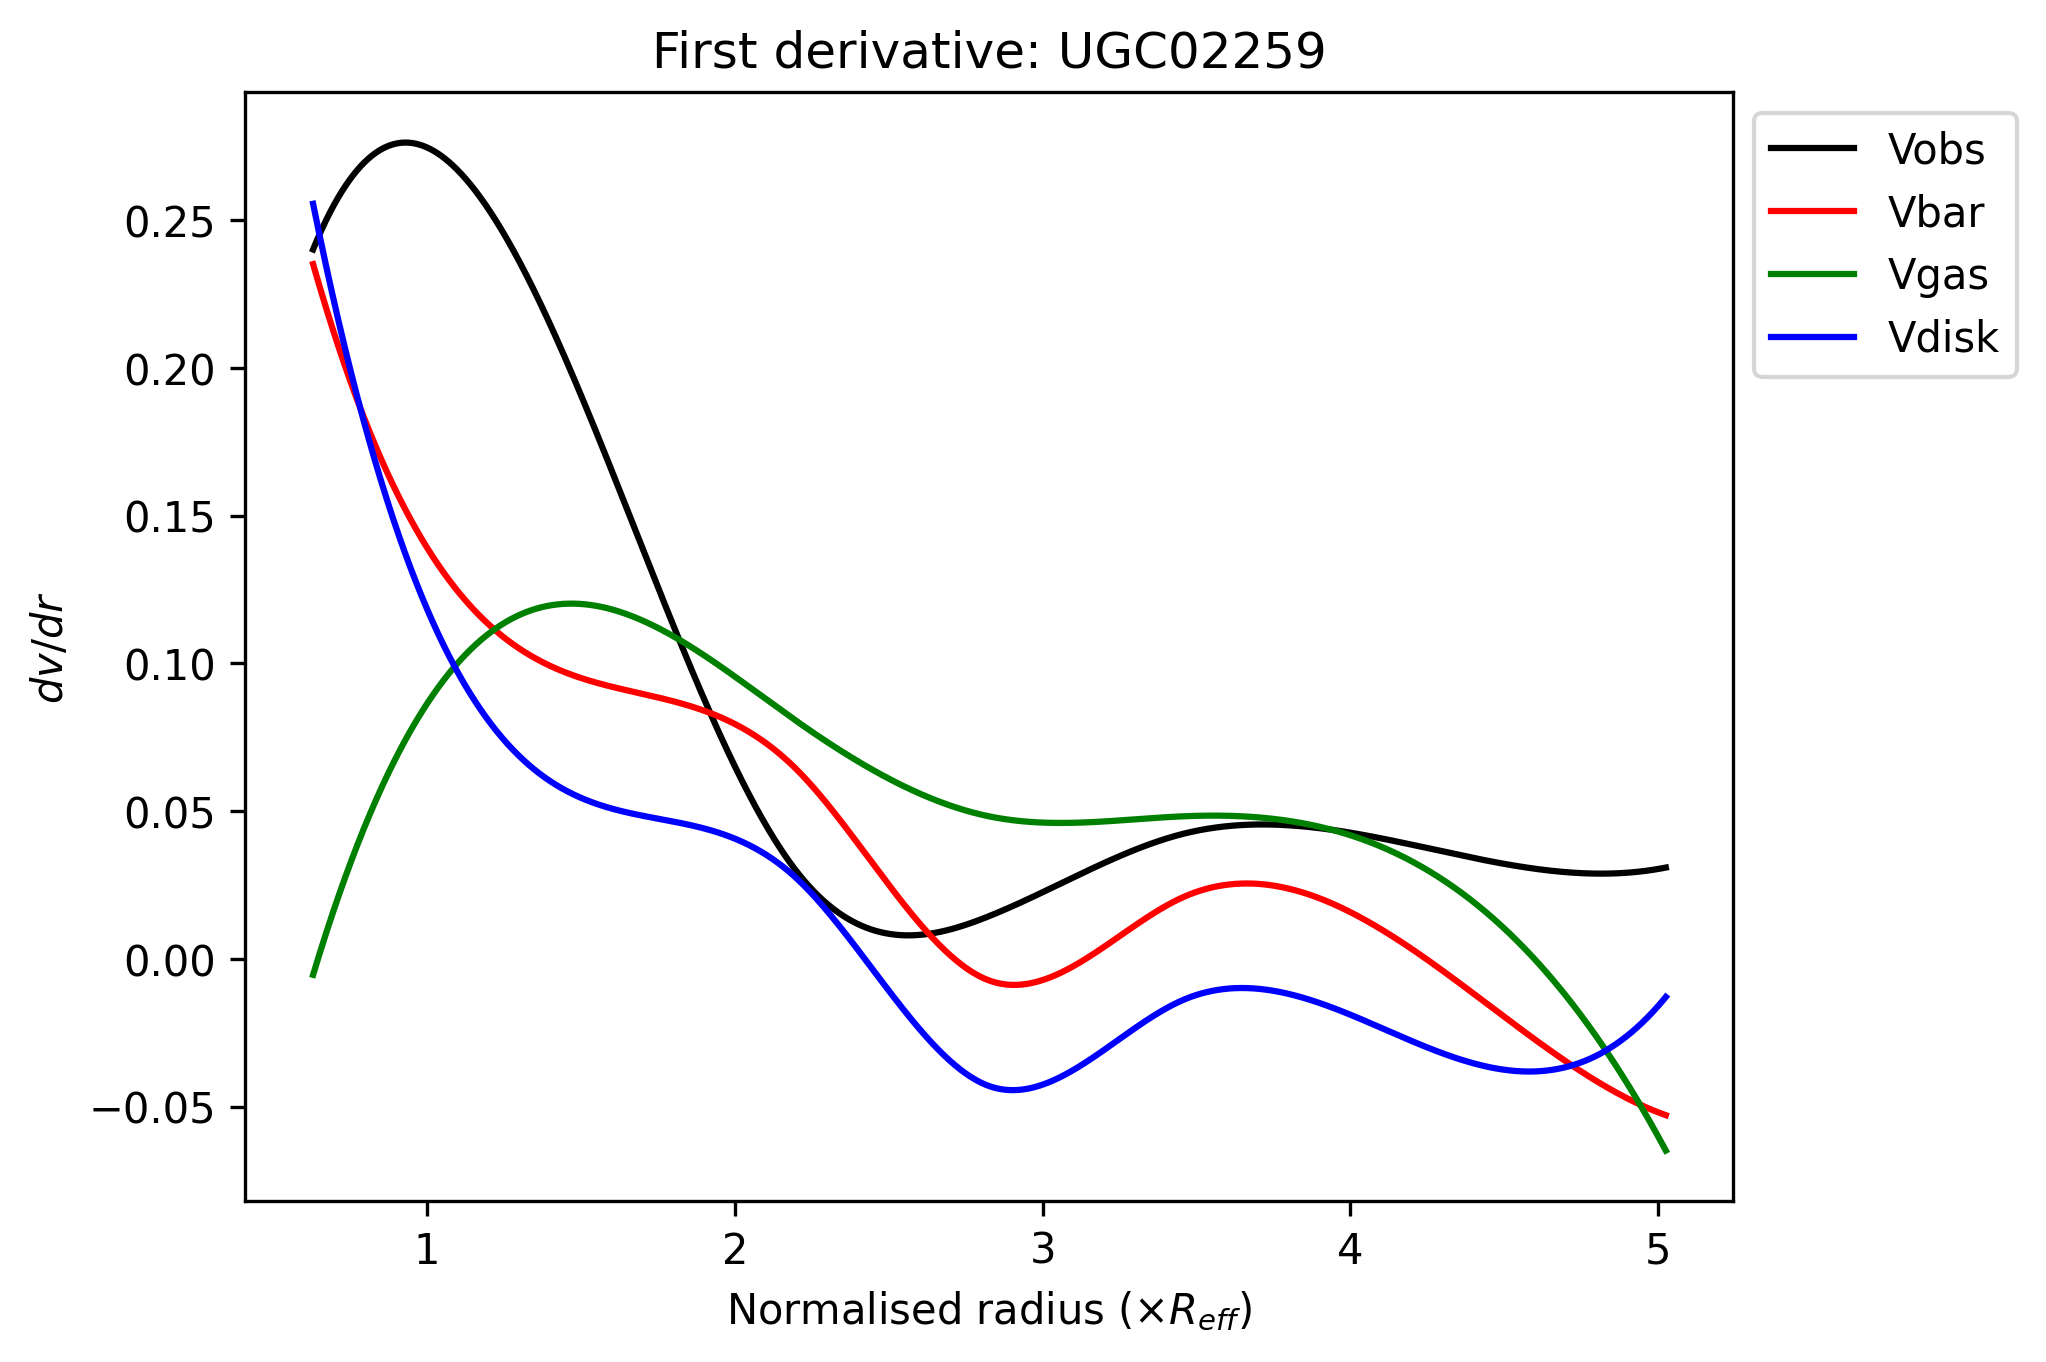 First derivative: UGC02259
Vobs
Vbar
Vgas
Vdisk
0.25
0.20
0.15
0.10
0.05
0.00
−0.05
dv/dr
1 2 3 4 5
Normalised radius (×R_eff)